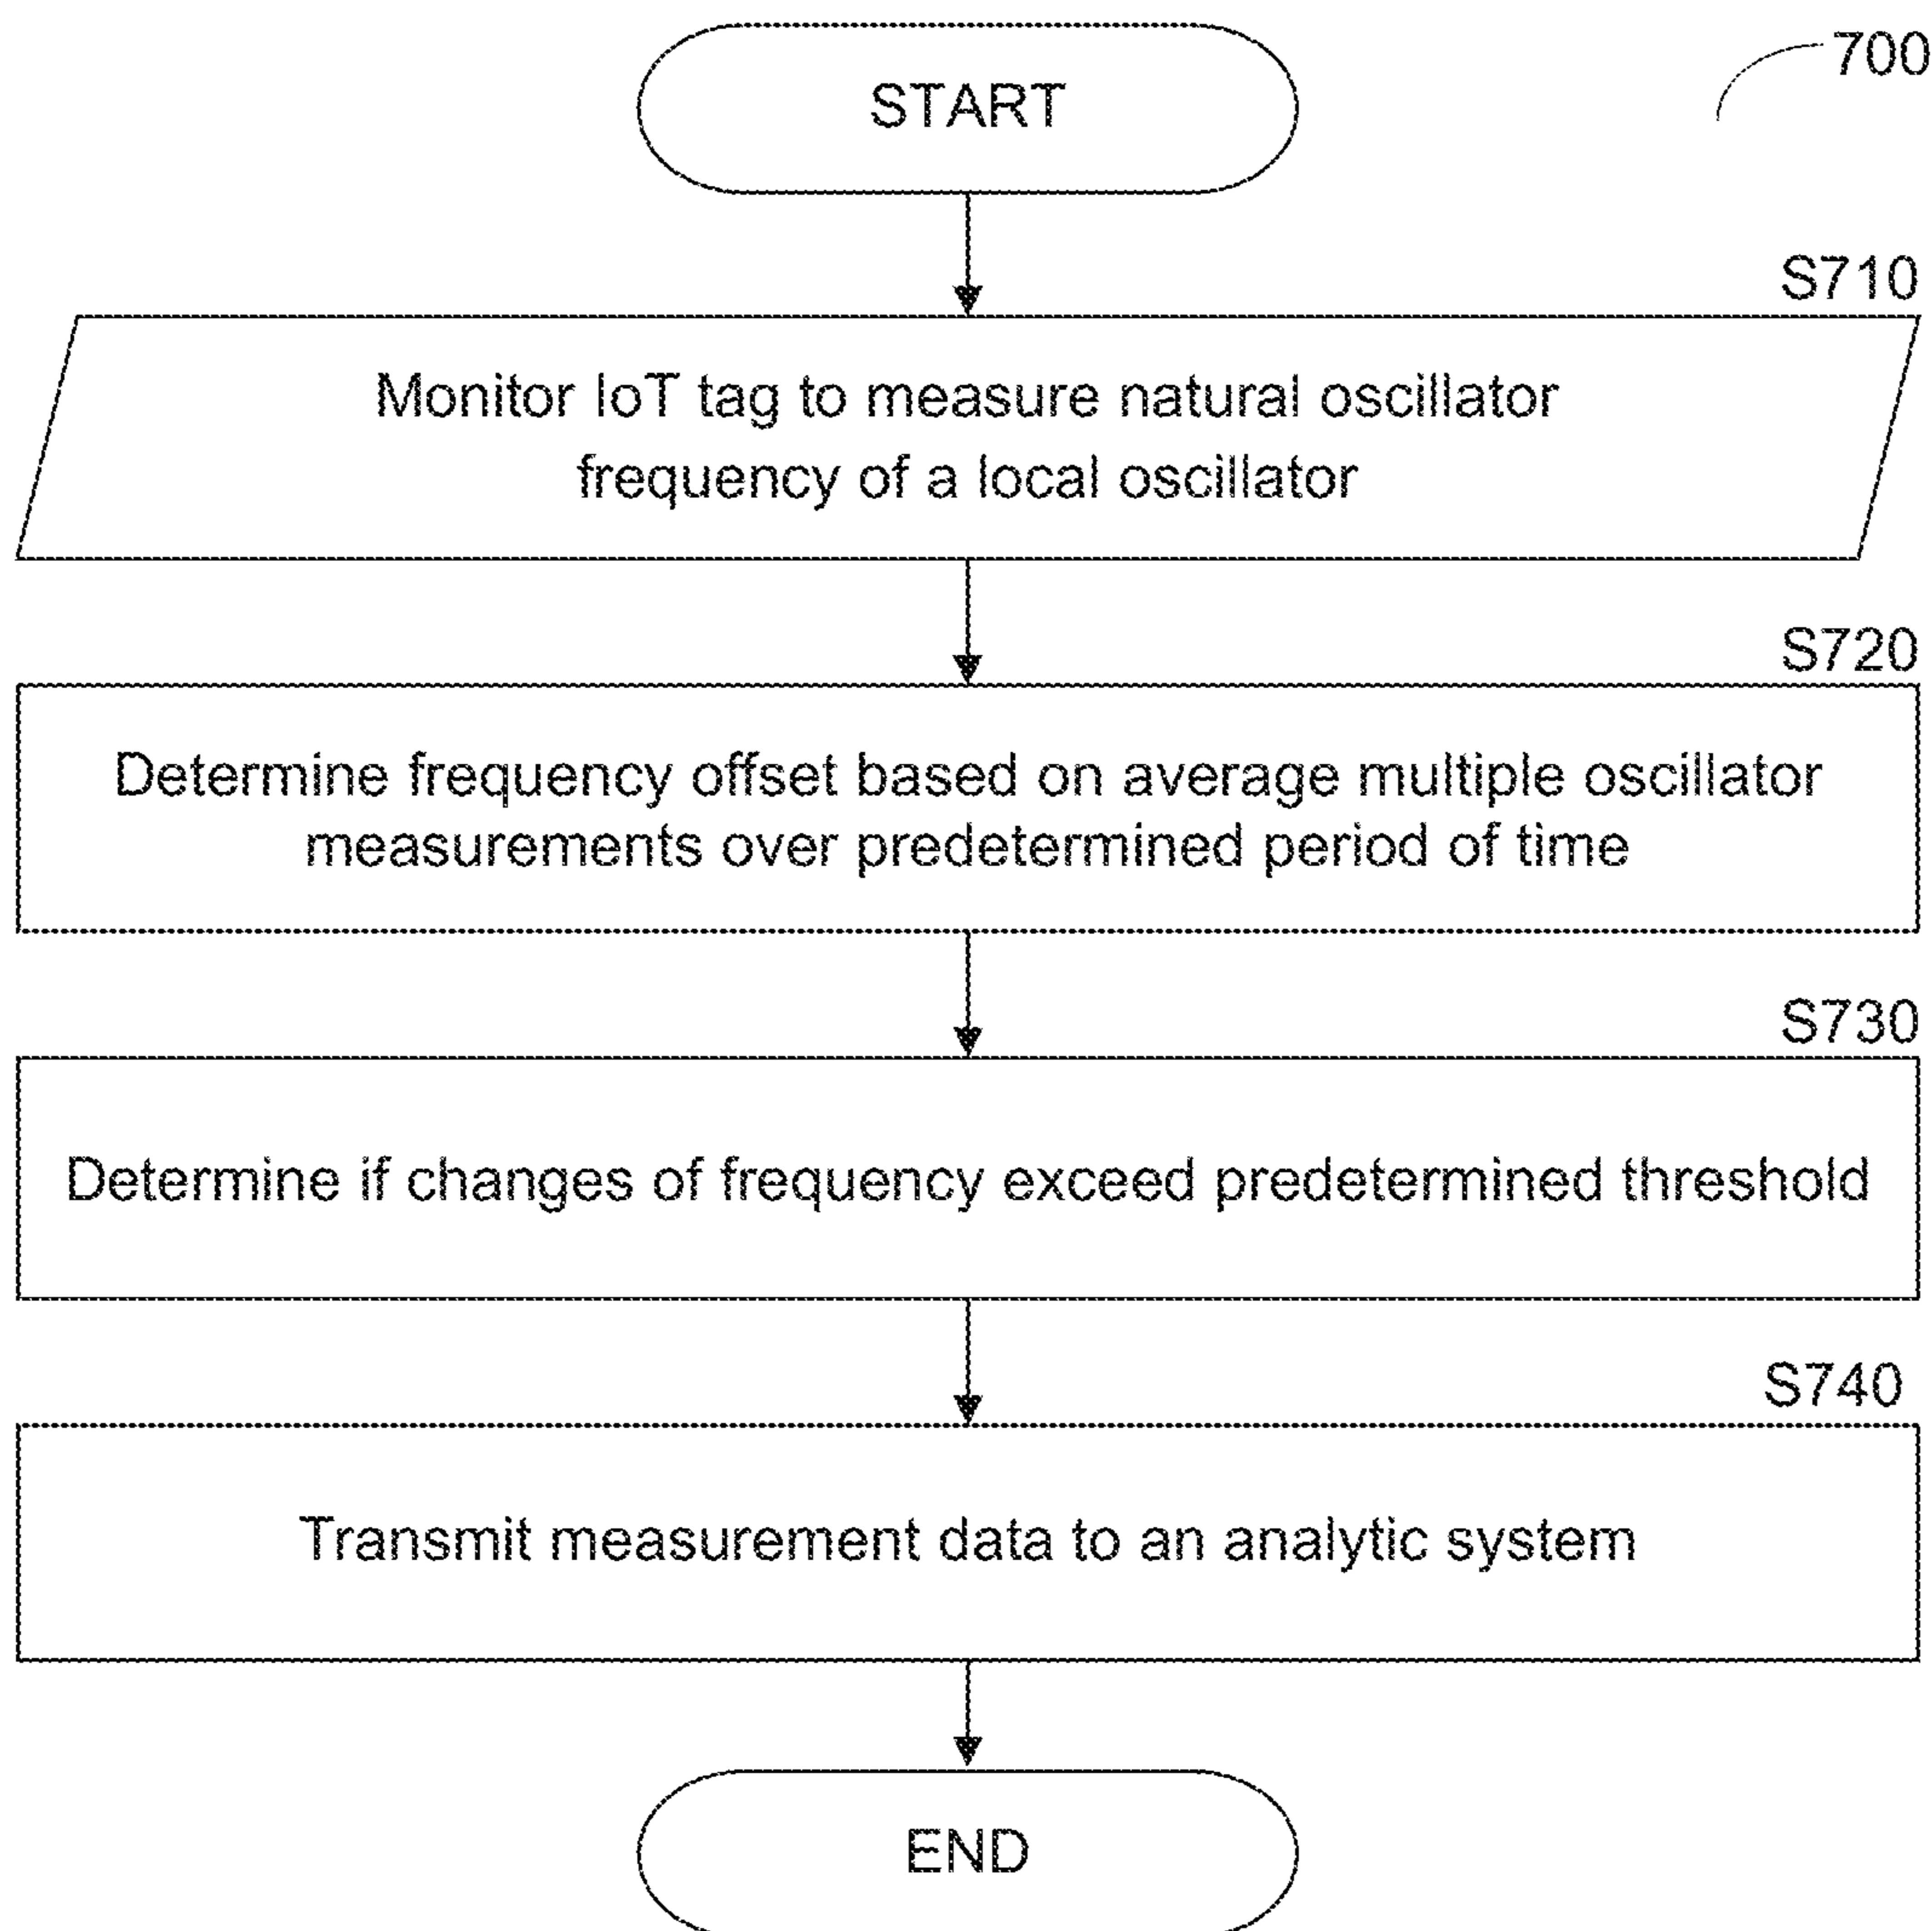 START
700
S710
Monitor IoT tag to measure natural oscillator
frequency of a local oscillator
S720
Determine frequency offset based on average multiple oscillator
measurements over predetermined period of time
S730
Determine if changes of frequency exceed predetermined threshold
S740
Transmit measurement data to an analytic system
END